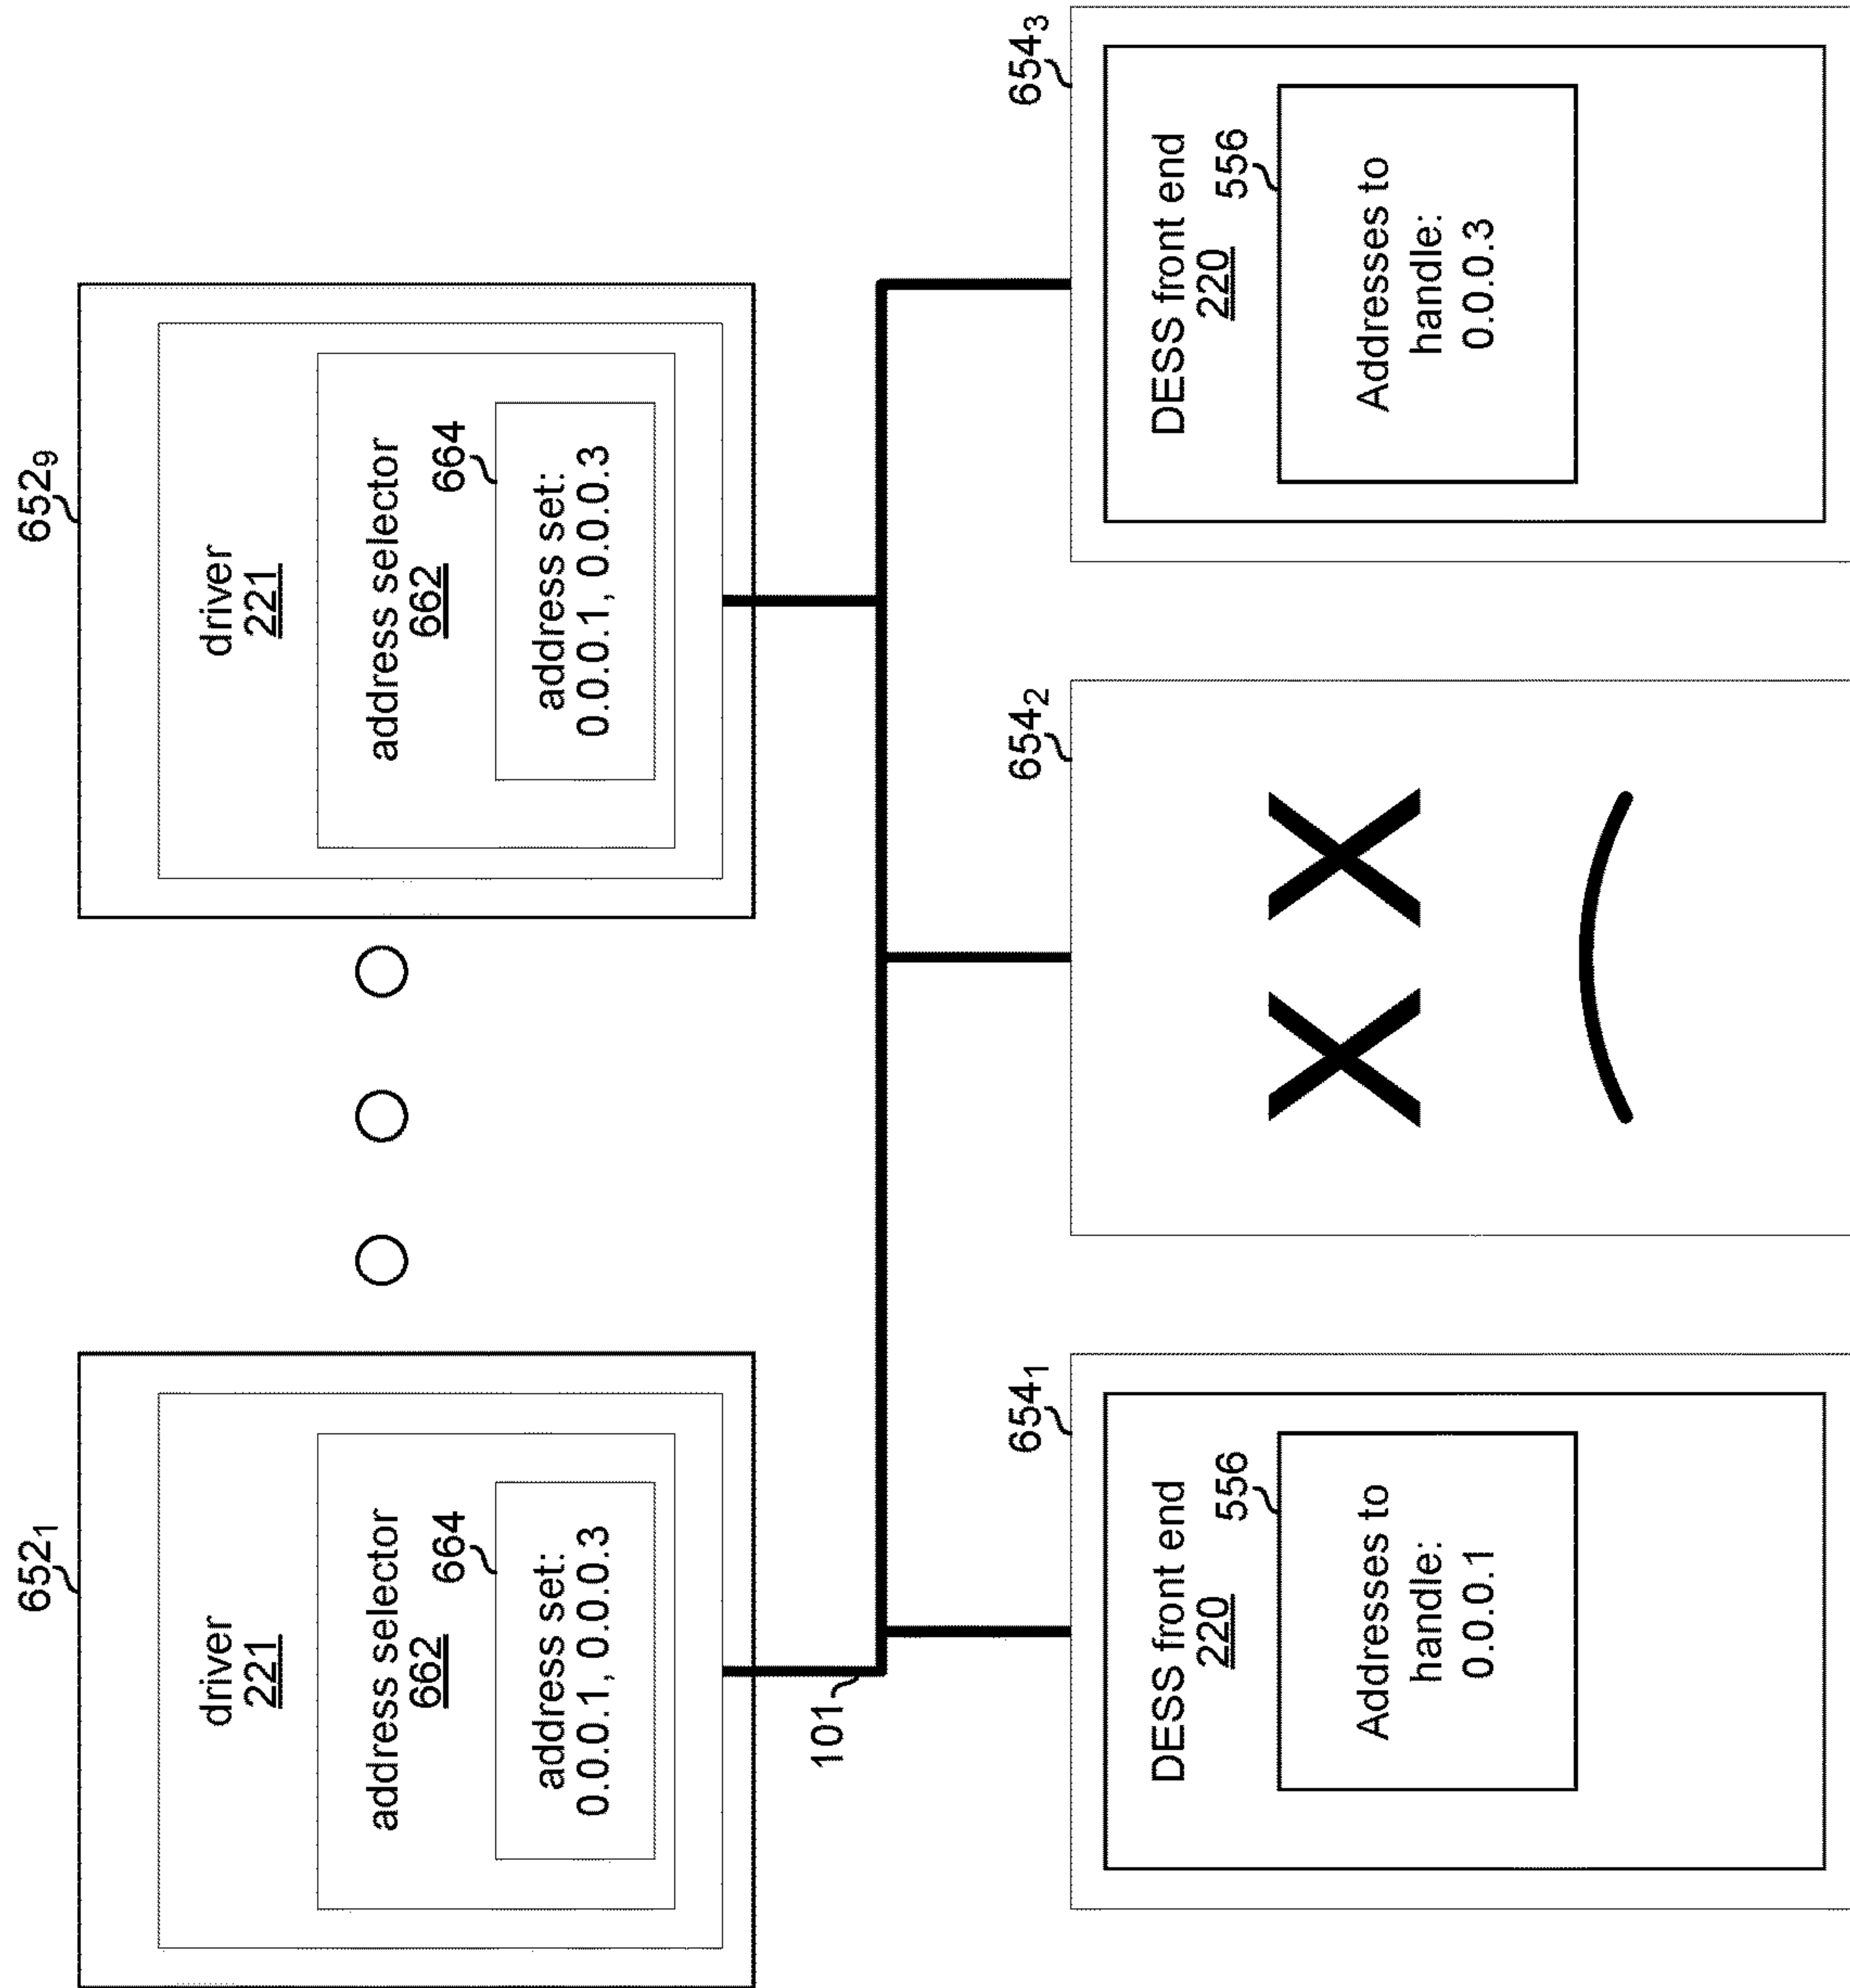 652₁
driver
221
address selector
662
664
address set:
0.0.0.1, 0.0.0.3
652₉
driver
221
address selector
662
664
address set:
0.0.0.1, 0.0.0.3
101
654₁
DESS front end
220
556
Addresses to
handle:
0.0.0.1
654₂
654₃
DESS front end
220
556
Addresses to
handle:
0.0.0.3